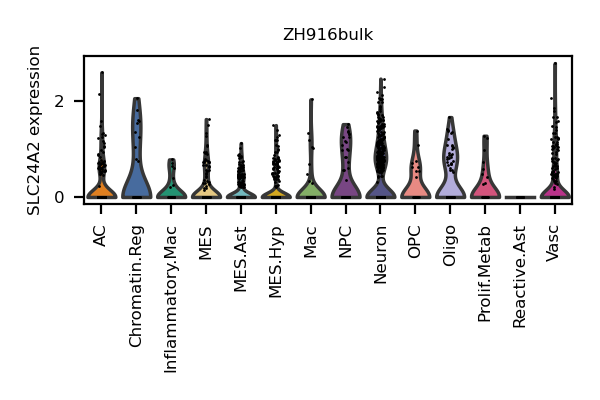 ZH916bulk
SLC24A2 expression
2
0
AC
Chromatin.Reg
Inflammatory.Mac
MES
MES.Ast
MES.Hyp
Mac
NPC
Neuron
OPC
Oligo
Prolif.Metab
Reactive.Ast
Vasc